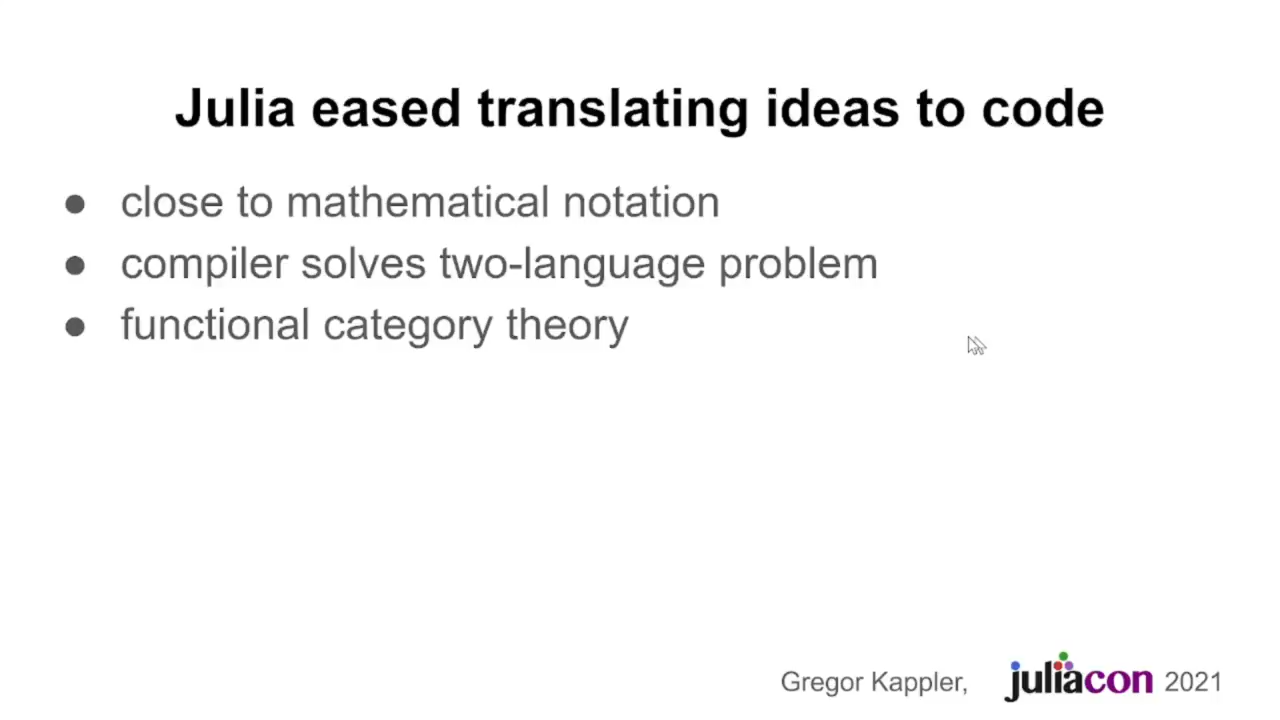 Julia eased translating ideas to code
● close to mathematical notation
● compiler solves two-language problem
● functional category theory
Gregor Kappler, juliacon 2021